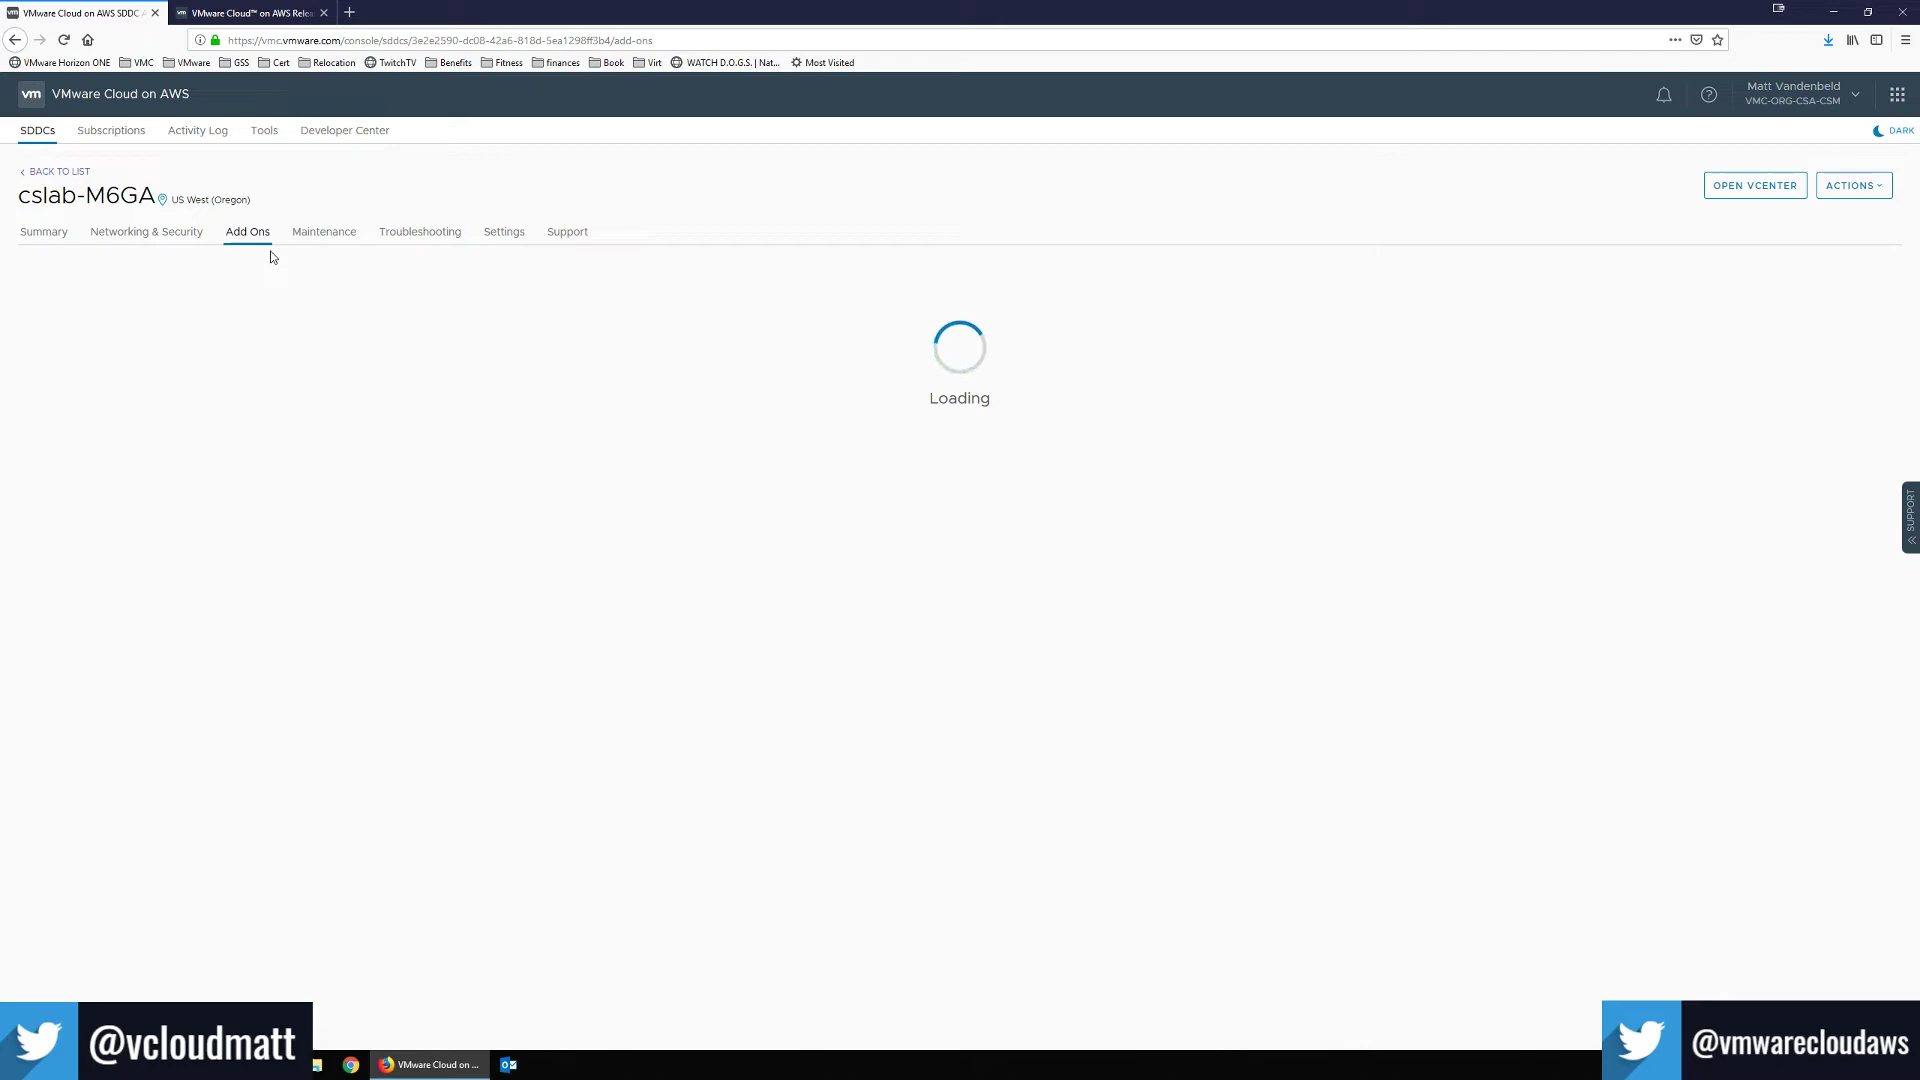 VMware Cloud on AWS SDDC A
VMware Cloud™ on AWS Relea
https://vmc.vmware.com/console/sddcs/3e2e2590-dc08-42a6-818d-5ea1298ff3b4/add-ons
VMware Horizon ONE VMC VMware GSS Cert Relocation TwitchTV Benefits Fitness finances Book Virt WATCH D.O.G.S. | Nat... Most Visited
vm VMware Cloud on AWS
Matt Vandenbeld
VMC-ORG-CSA-CSM
SDDCs Subscriptions Activity Log Tools Developer Center DARK
BACK TO LIST
cslab-M6GA US West (Oregon)
OPEN VCENTER ACTIONS
Summary Networking & Security Add Ons Maintenance Troubleshooting Settings Support
Loading
SUPPORT
@vcloudmatt
VMware Cloud on ...
@vmwarecloudaws